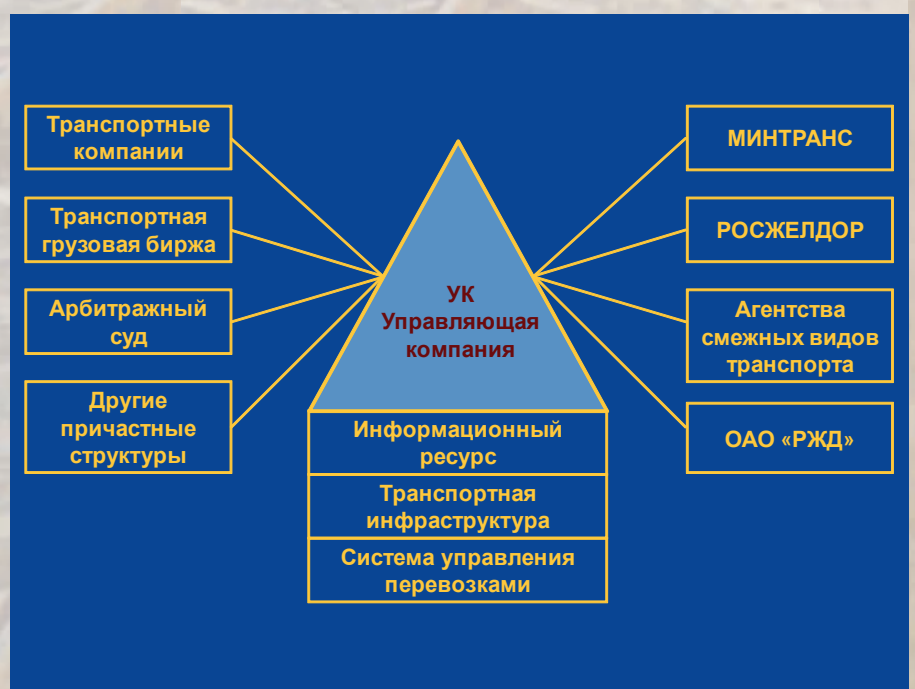 Транспортные
компании
Транспортная
грузовая биржа
Арбитражный
суд
Другие
причастные
структуры
УК
Управляющая
компания
Информационный
ресурс
Транспортная
инфраструктура
Система управления
перевозками
МИНТРАНС
РОСЖЕЛДОР
Агентства
смежных видов
транспорта
ОАО «РЖД»